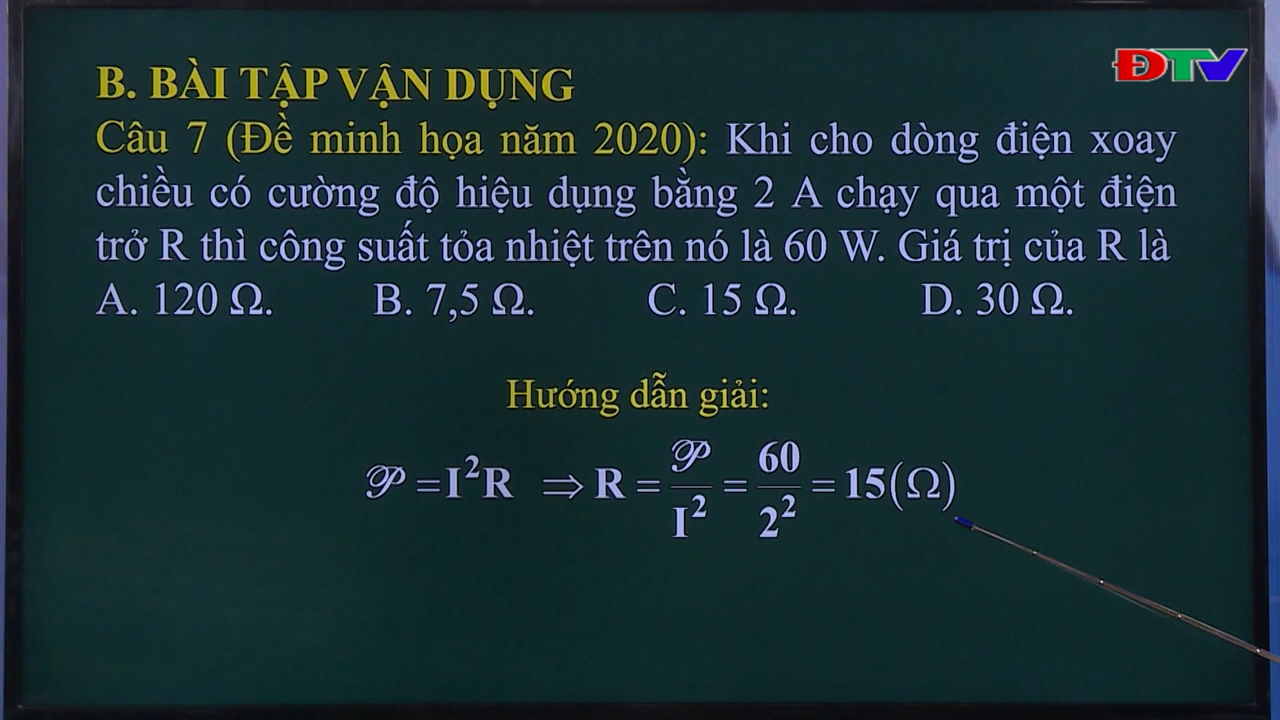 ĐTV
B. BÀI TẬP VẬN DỤNG
Câu 7 (Đề minh họa năm 2020): Khi cho dòng điện xoay
chiều có cường độ hiệu dụng bằng 2 A chạy qua một điện
trở R thì công suất tỏa nhiệt trên nó là 60 W. Giá trị của R là
A. 120 Ω. B. 7,5 Ω. C. 15 Ω. D. 30 Ω.
Hướng dẫn giải:
𝒫 = I²R ⇒ R = 𝒫/I² = 60/2² = 15(Ω)